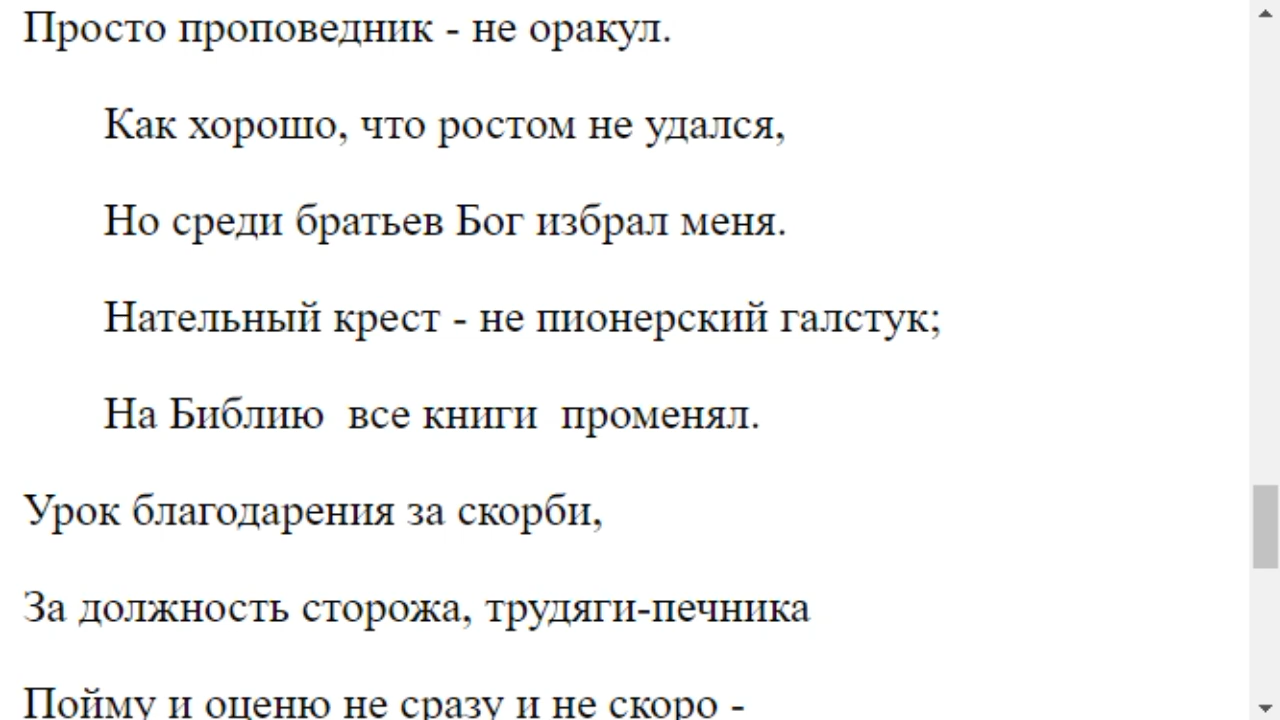 Просто проповедник - не оракул.
Как хорошо, что ростом не удался,
Но среди братьев Бог избрал меня.
Нательный крест - не пионерский галстук;
На Библию  все книги  променял.
Урок благодарения за скорби,
За должность сторожа, трудяги-печника
Пойму и оценю не сразу и не скоро -